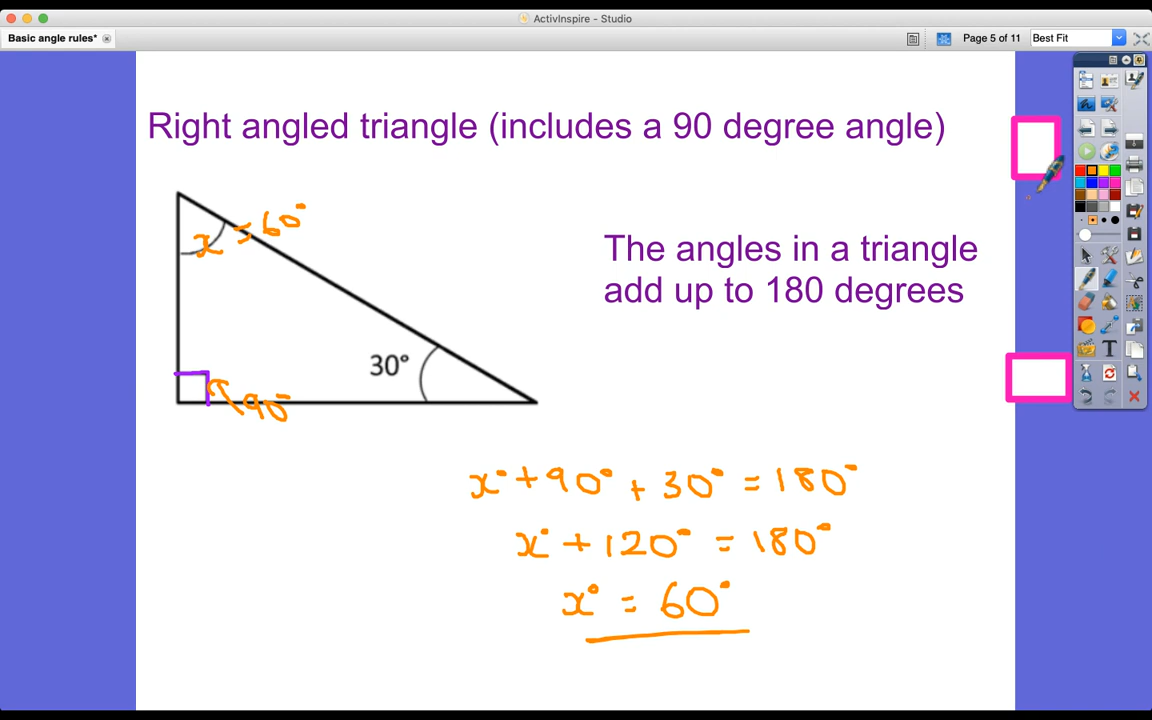 ActivInspire - Studio
Basic angle rules*
Page 5 of 11
Best Fit
Right angled triangle (includes a 90 degree angle)
x = 60°
The angles in a triangle
add up to 180 degrees
30°
90°
x° + 90° + 30° = 180°
x° + 120° = 180°
x° = 60°
T